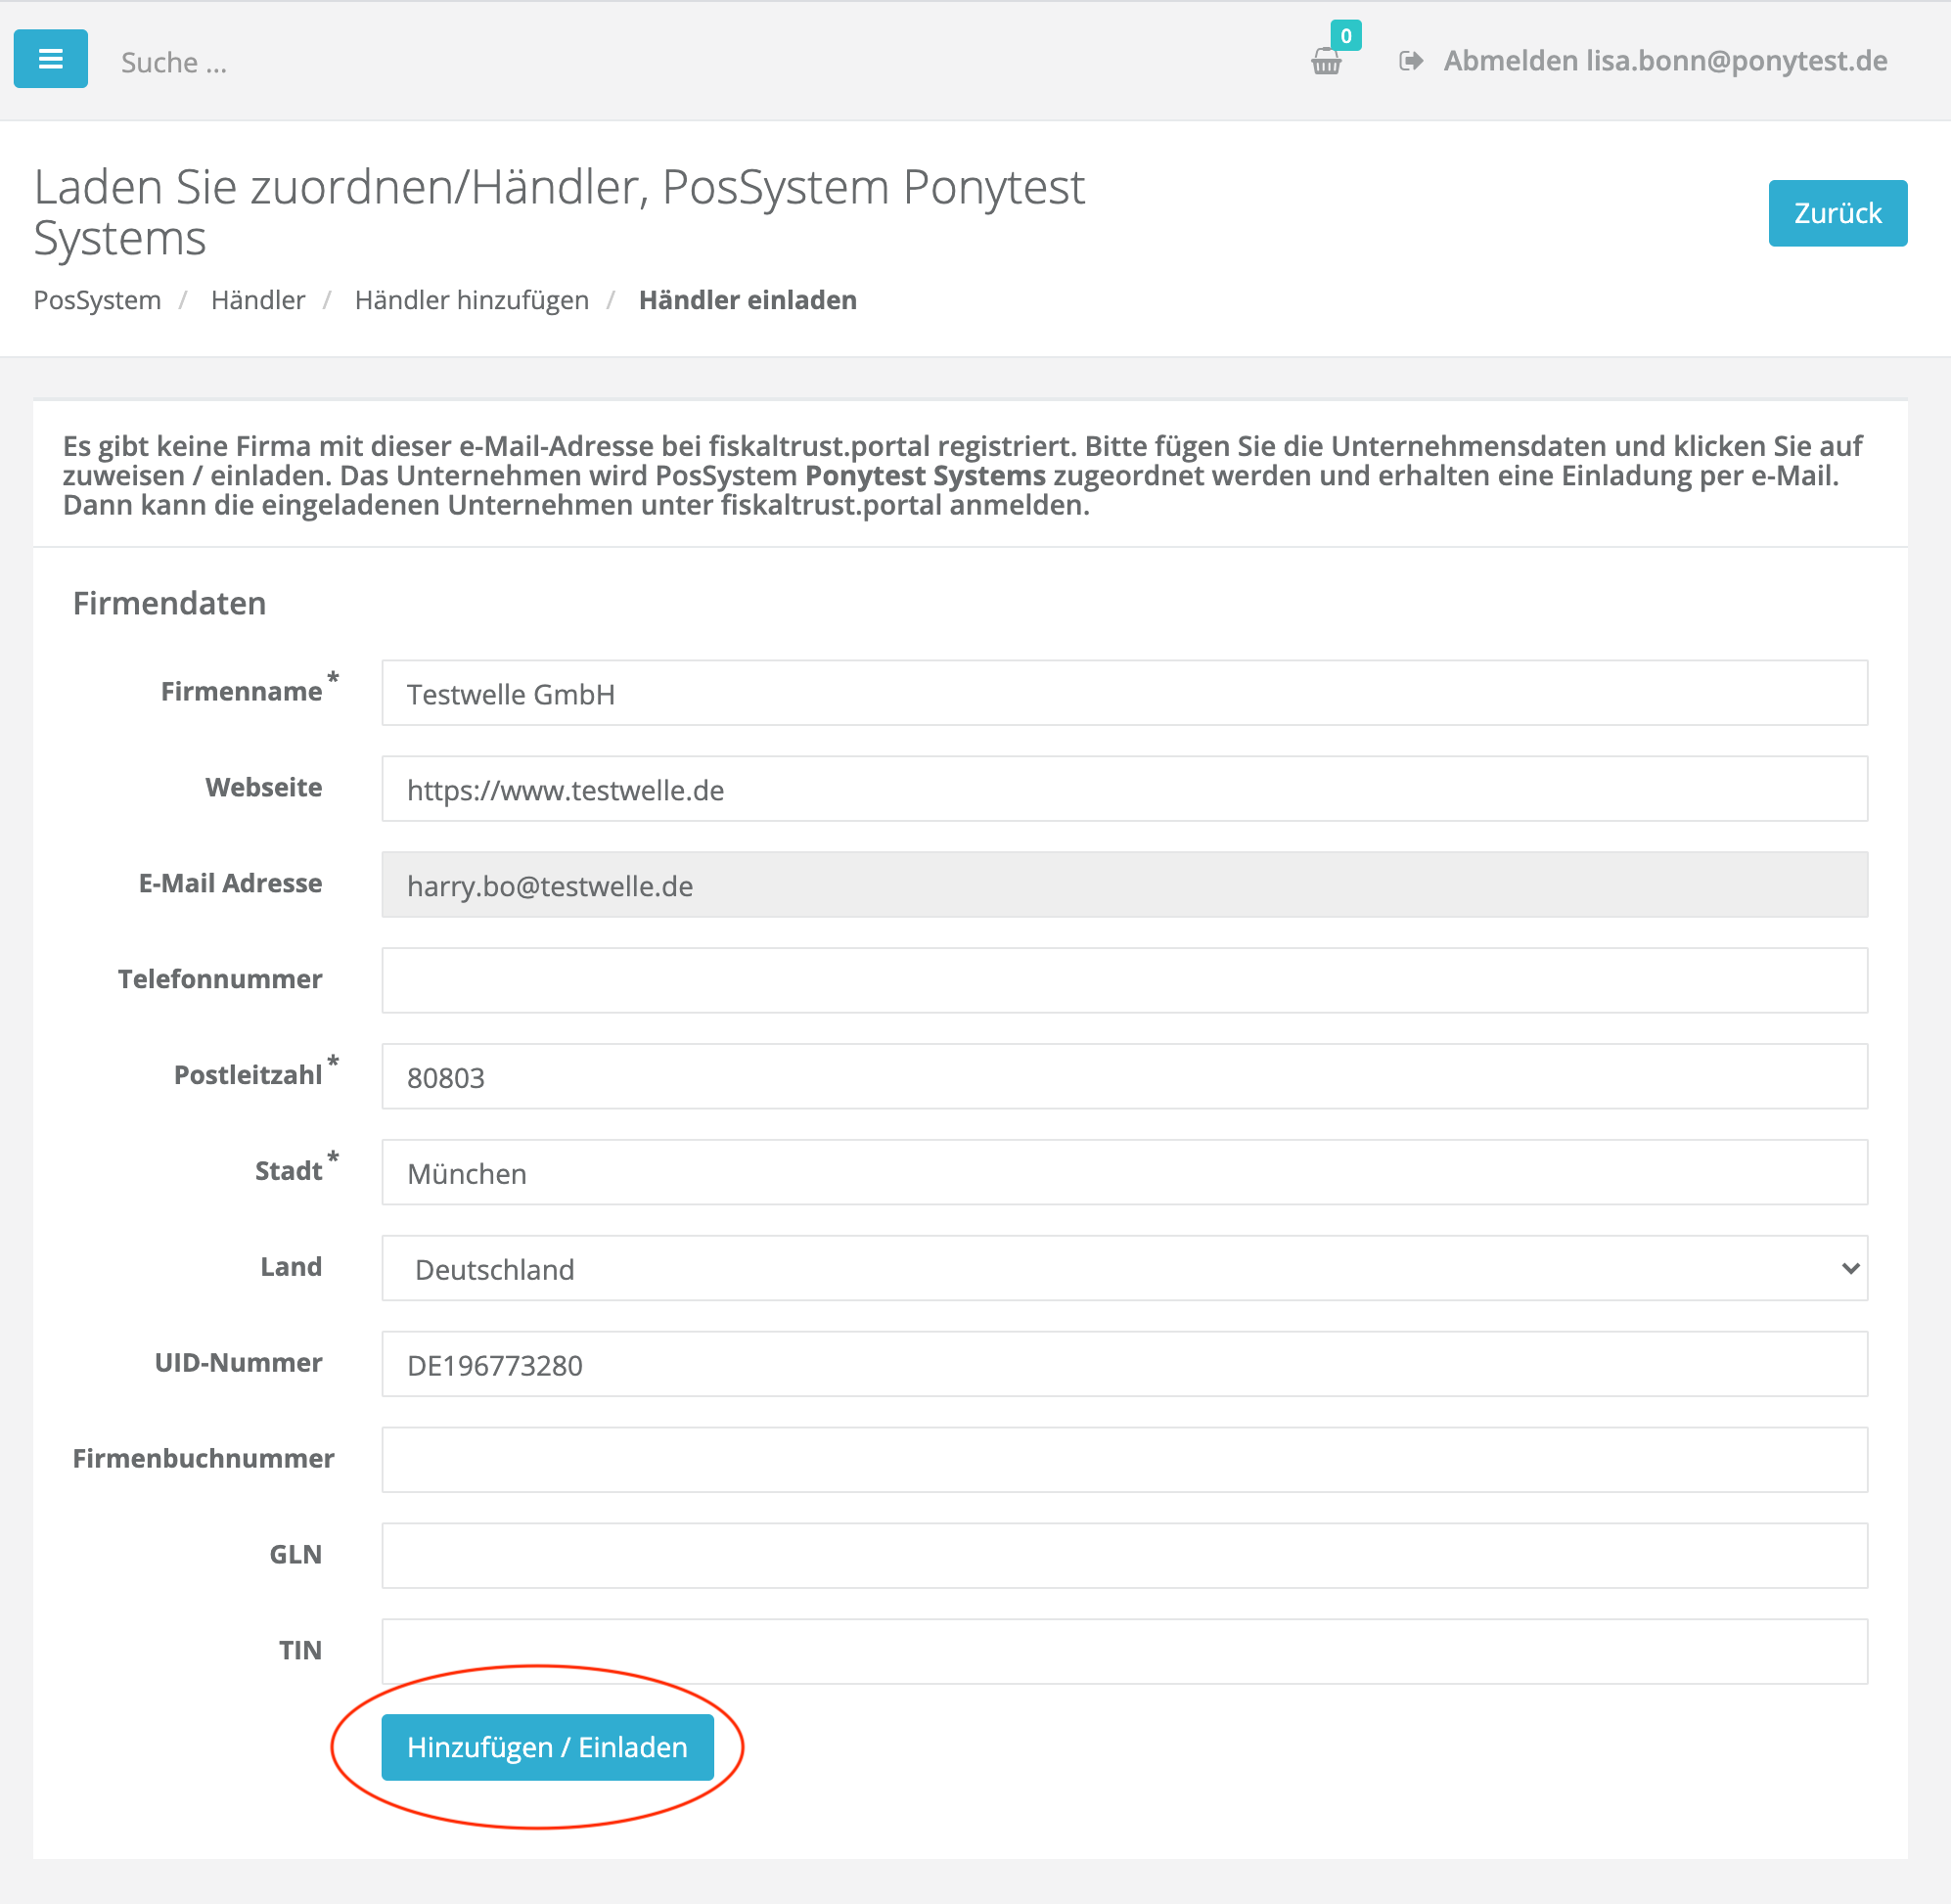 Suche ...
0
Abmelden lisa.bonn@ponytest.de
Laden Sie zuordnen/Händler, PosSystem Ponytest
Systems
Zurück
PosSystem / Händler / Händler hinzufügen / Händler einladen
Es gibt keine Firma mit dieser e-Mail-Adresse bei fiskaltrust.portal registriert. Bitte fügen Sie die Unternehmensdaten und klicken Sie auf
zuweisen / einladen. Das Unternehmen wird PosSystem Ponytest Systems zugeordnet werden und erhalten eine Einladung per e-Mail.
Dann kann die eingeladenen Unternehmen unter fiskaltrust.portal anmelden.
Firmendaten
Firmenname * Testwelle GmbH
Webseite https://www.testwelle.de
E-Mail Adresse harry.bo@testwelle.de
Telefonnummer
Postleitzahl * 80803
Stadt * München
Land Deutschland
UID-Nummer DE196773280
Firmenbuchnummer
GLN
TIN
Hinzufügen / Einladen